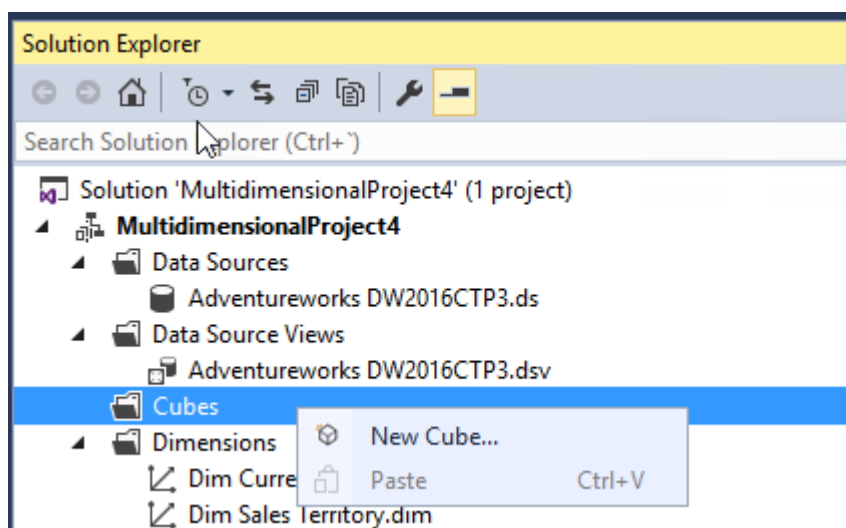 Solution Explorer
Search Solution Explorer (Ctrl+`)
Solution 'MultidimensionalProject4' (1 project)
MultidimensionalProject4
Data Sources
Adventureworks DW2016CTP3.ds
Data Source Views
Adventureworks DW2016CTP3.dsv
Cubes
New Cube...
Dimensions
Paste Ctrl+V
Dim Curre
Dim Sales Territory.dim